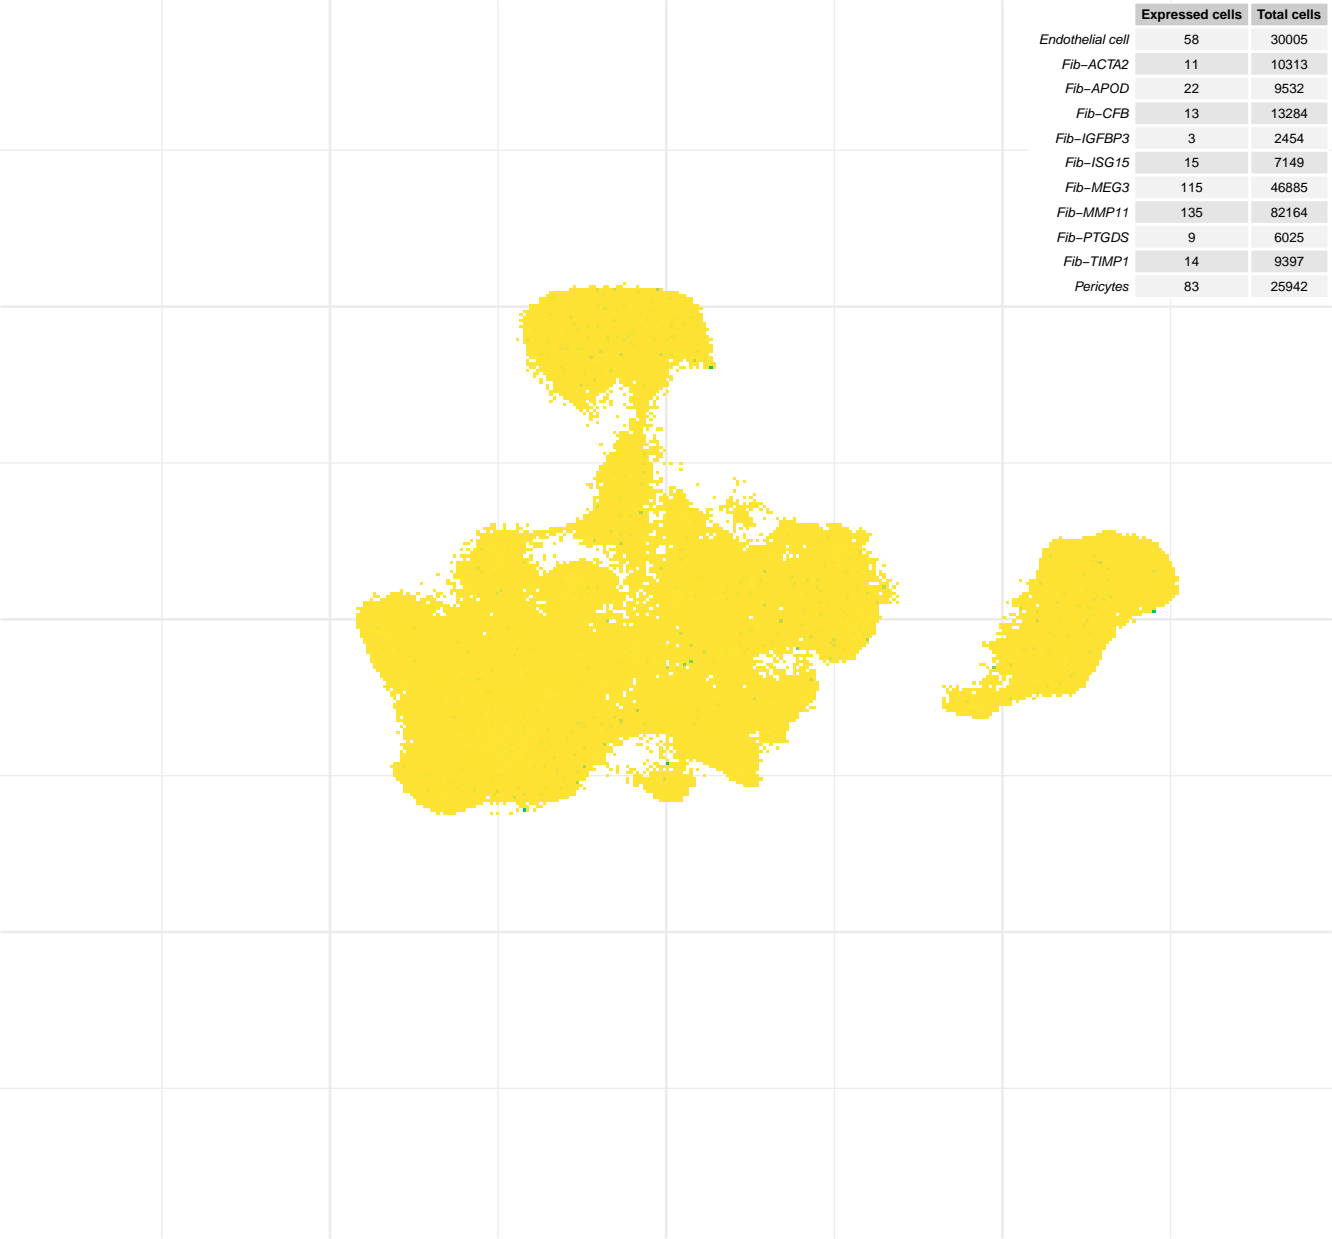 Expressed cells Total cells
Endothelial cell 58 30005
Fib−ACTA2 11 10313
Fib−APOD 22 9532
Fib−CFB 13 13284
Fib−IGFBP3 3 2454
Fib−ISG15 15 7149
Fib−MEG3 115 46885
Fib−MMP11 135 82164
Fib−PTGDS 9 6025
Fib−TIMP1 14 9397
Pericytes 83 25942